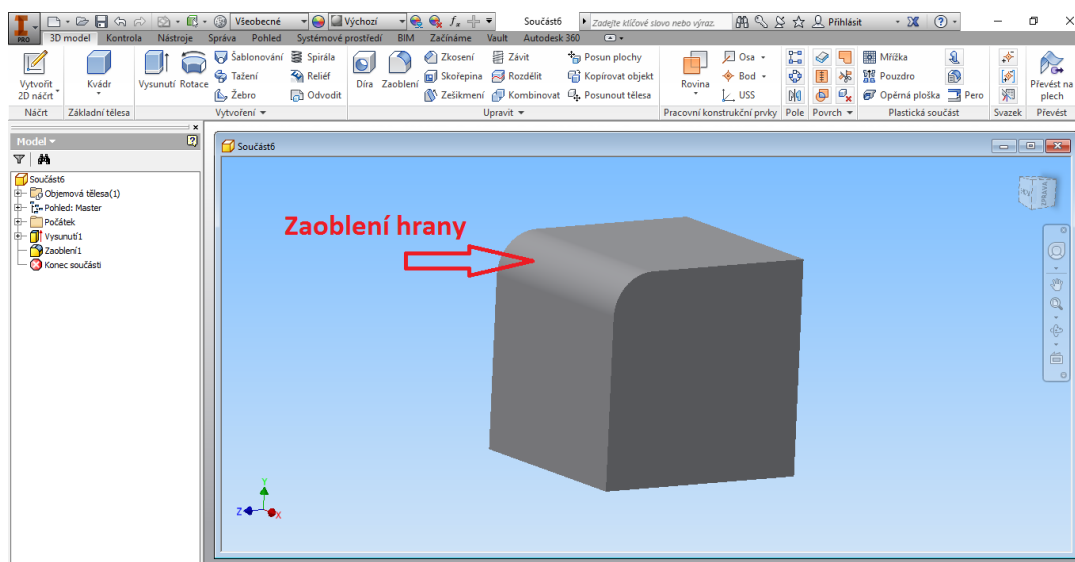 Všeobecné Výchozí Součást6 Zadejte klíčové slovo nebo výraz. Přihlásit
PRO 3D model Kontrola Nástroje Správa Pohled Systémové prostředí BIM Začínáme Vault Autodesk 360
Vytvořit 2D náčrt
Kvádr
Vysunutí
Rotace
Šablonování
Spirála
Tažení
Reliéf
Žebro
Odvodit
Díra
Zaoblení
Zkosení
Závit
Posun plochy
Skořepina
Rozdělit
Kopírovat objekt
Zešikmení
Kombinovat
Posunout tělesa
Rovina
Osa
Bod
USS
Mřížka
Pouzdro
Opěrná ploška
Pero
Převést na plech
Náčrt Základní tělesa Vytvoření Upravit Pracovní konstrukční prvky Pole Povrch Plastická součást Svazek Převést
Model
Součást6
Objemová tělesa(1)
Pohled: Master
Počátek
Vysunutí1
Zaoblení1
Konec součásti
Součást6
ZPRAVA
Zaoblení hrany
Y
Z
X